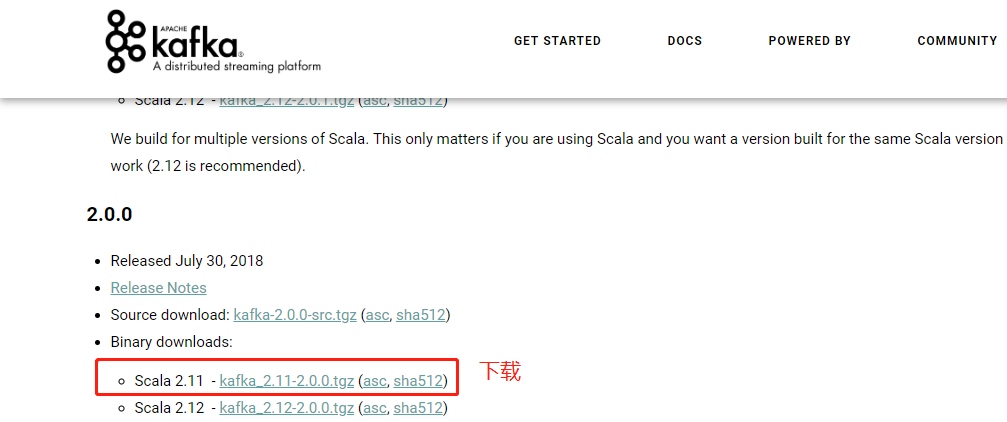 APACHE
kafka®
A distributed streaming platform
GET STARTED DOCS POWERED BY COMMUNITY
Scala 2.12 - kafka_2.12-2.0.1.tgz (asc, sha512)
We build for multiple versions of Scala. This only matters if you are using Scala and you want a version built for the same Scala version
work (2.12 is recommended).
2.0.0
Released July 30, 2018
Release Notes
Source download: kafka-2.0.0-src.tgz (asc, sha512)
Binary downloads:
Scala 2.11 - kafka_2.11-2.0.0.tgz (asc, sha512) 下载
Scala 2.12 - kafka_2.12-2.0.0.tgz (asc, sha512)